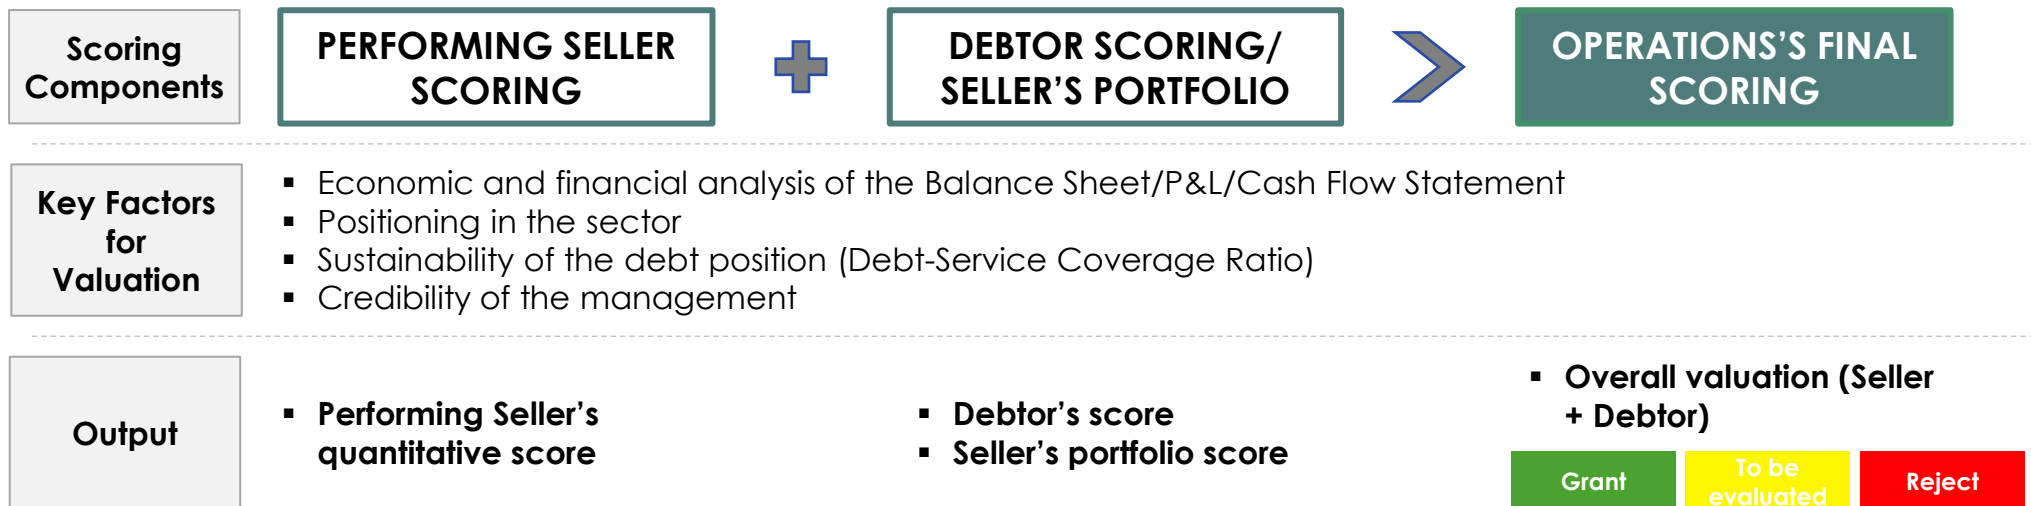 Scoring
Components
PERFORMING SELLER
SCORING
DEBTOR SCORING/
SELLER’S PORTFOLIO
OPERATIONS’S FINAL
SCORING
Key Factors
for
Valuation
▪ Economic and financial analysis of the Balance Sheet/P&L/Cash Flow Statement
▪ Positioning in the sector
▪ Sustainability of the debt position (Debt-Service Coverage Ratio)
▪ Credibility of the management
Output
▪ Performing Seller’s
quantitative score
▪ Debtor’s score
▪ Seller’s portfolio score
▪ Overall valuation (Seller
+ Debtor)
Grant
To be
evaluated
Reject